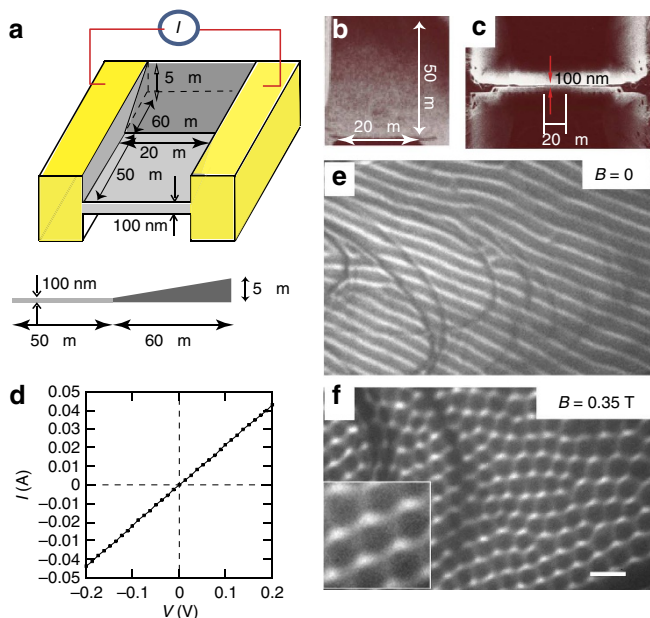 a
I
5 m
60 m
20 m
50 m
100 nm
100 nm
5 m
50 m
60 m
b
50 m
20 m
c
100 nm
20 m
d
0.05
0.04
0.03
0.02
0.01
0
–0.01
–0.02
–0.03
–0.04
0.05
I (A)
–0.2
–0.1
0
0.1
0.2
V (V)
e
B = 0
f
B = 0.35 T